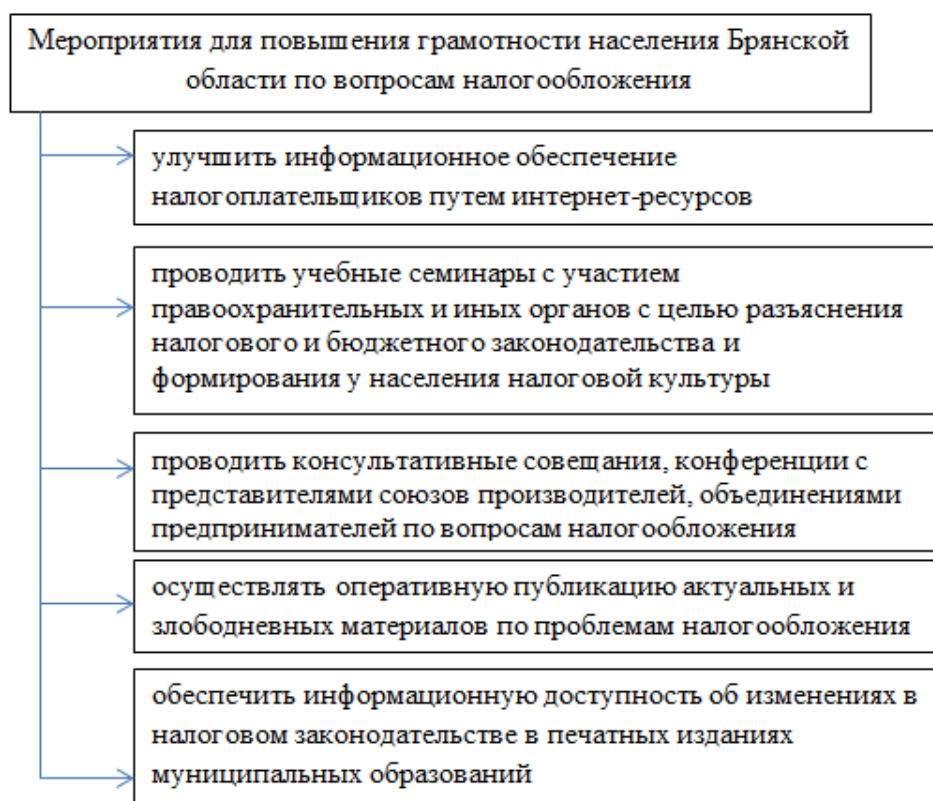 Мероприятия для повышения грамотности населения Брянской
области по вопросам налогообложения
улучшить информационное обеспечение
налогоплательщиков путем интернет-ресурсов
проводить учебные семинары с участием
правоохранительных и иных органов с целью разъяснения
налогового и бюджетного законодательства и
формирования у населения налоговой культуры
проводить консультативные совещания, конференции с
представителями союзов производителей, объединениями
предпринимателей по вопросам налогообложения
осуществлять оперативную публикацию актуальных и
злободневных материалов по проблемам налогообложения
обеспечить информационную доступность об изменениях в
налоговом законодательстве в печатных изданиях
муниципальных образований